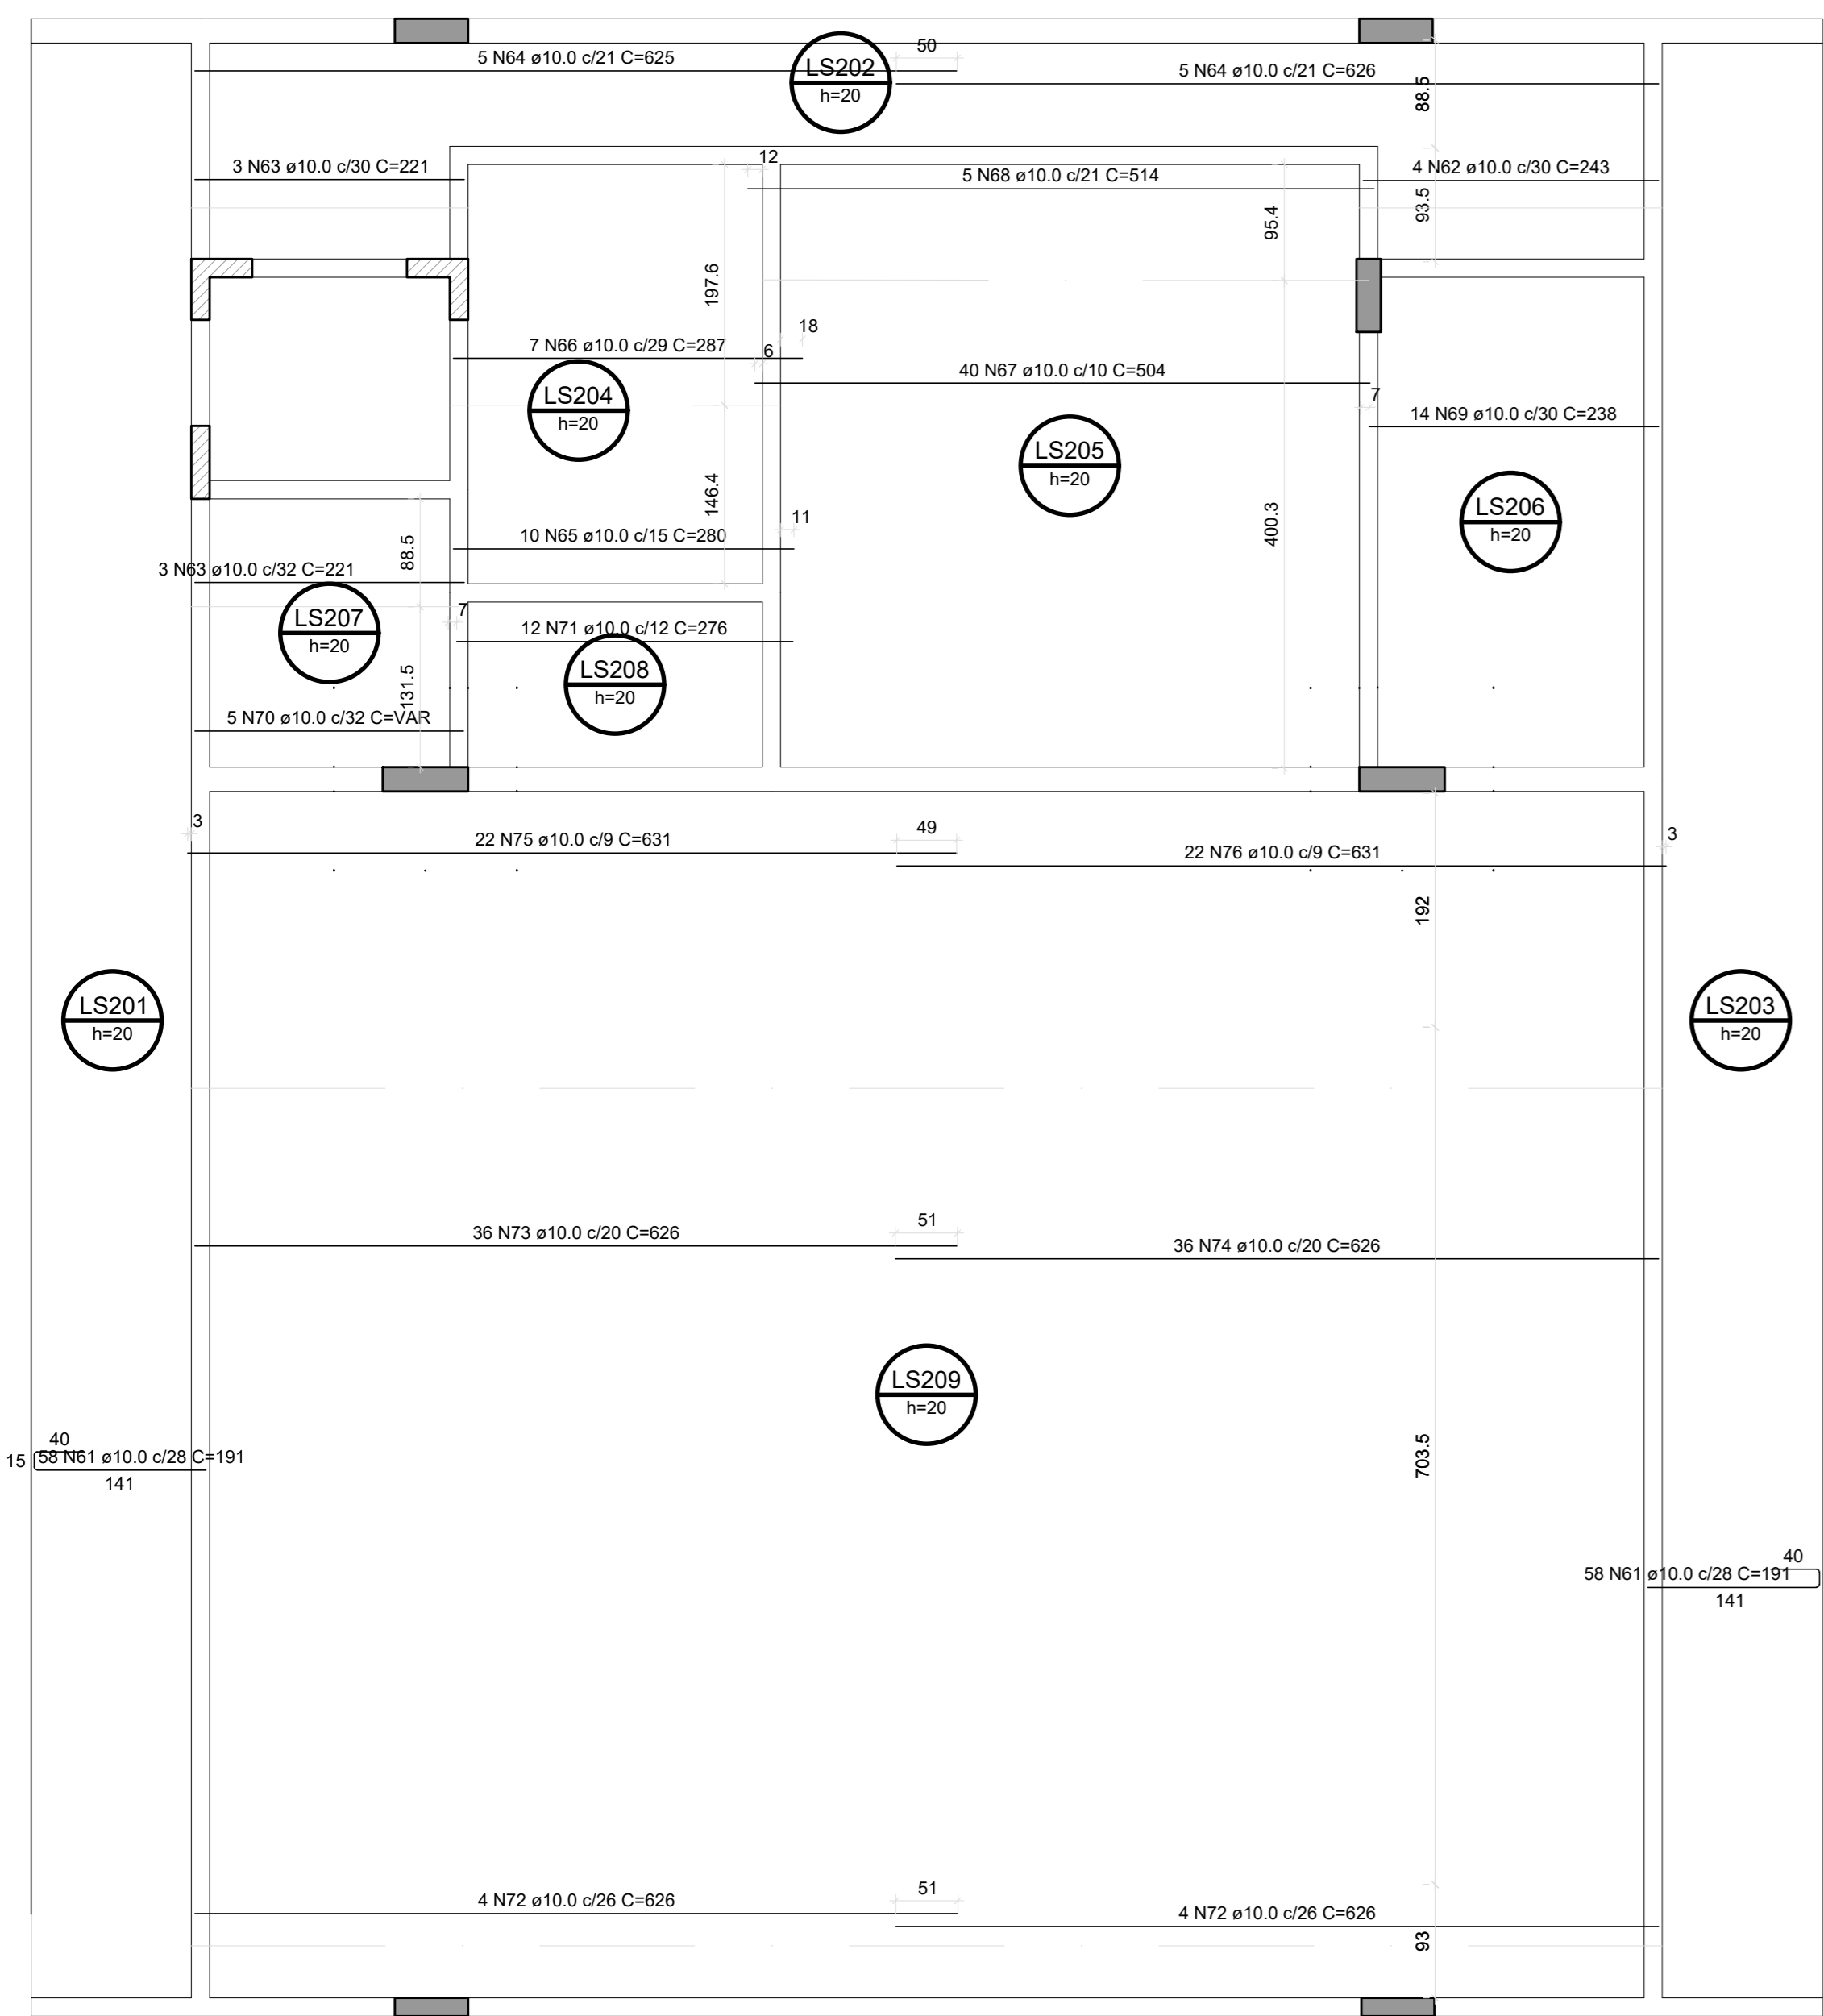 50
5 N64 ø10.0 c/21 C=625
LS202
h=20
5 N64 ø10.0 c/21 C=626
88.5
3 N63 ø10.0 c/30 C=221
12
5 N68 ø10.0 c/21 C=514
4 N62 ø10.0 c/30 C=243
93.5
95.4
197.6
18
7 N66 ø10.0 c/29 C=287
6
40 N67 ø10.0 c/10 C=504
LS204
h=20
7
14 N69 ø10.0 c/30 C=238
LS205
h=20
146.4
LS206
h=20
11
400.3
10 N65 ø10.0 c/15 C=280
88.5
3 N63 ø10.0 c/32 C=221
7
LS207
h=20
12 N71 ø10.0 c/12 C=276
LS208
h=20
131.5
5 N70 ø10.0 c/32 C=VAR
3
22 N75 ø10.0 c/9 C=631
49
3
22 N76 ø10.0 c/9 C=631
192
LS201
h=20
LS203
h=20
51
36 N73 ø10.0 c/20 C=626
36 N74 ø10.0 c/20 C=626
LS209
h=20
40
15
58 N61 ø10.0 c/28 C=191
141
703.5
40
58 N61 ø10.0 c/28 C=191
141
51
4 N72 ø10.0 c/26 C=626
4 N72 ø10.0 c/26 C=626
93